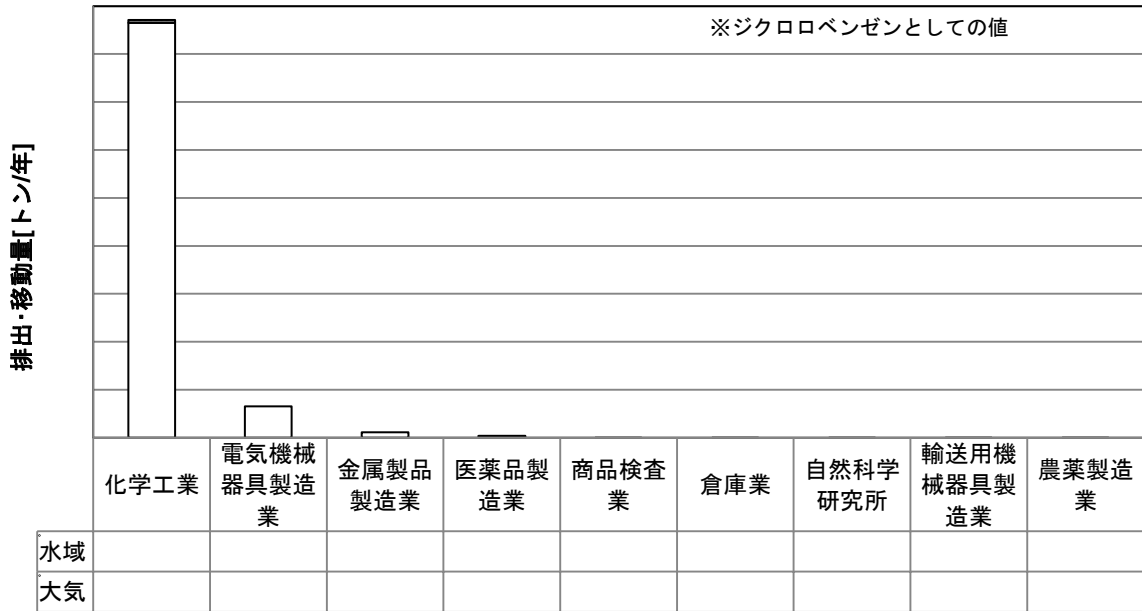 ※ジクロロベンゼンとしての値
排出・移動量[トン/年]
化学工業
電気機械
器具製造
業
金属製品
製造業
医薬品製
造業
商品検査
業
倉庫業
自然科学
研究所
輸送用機
械器具製
造業
農薬製造
業
水域
大気